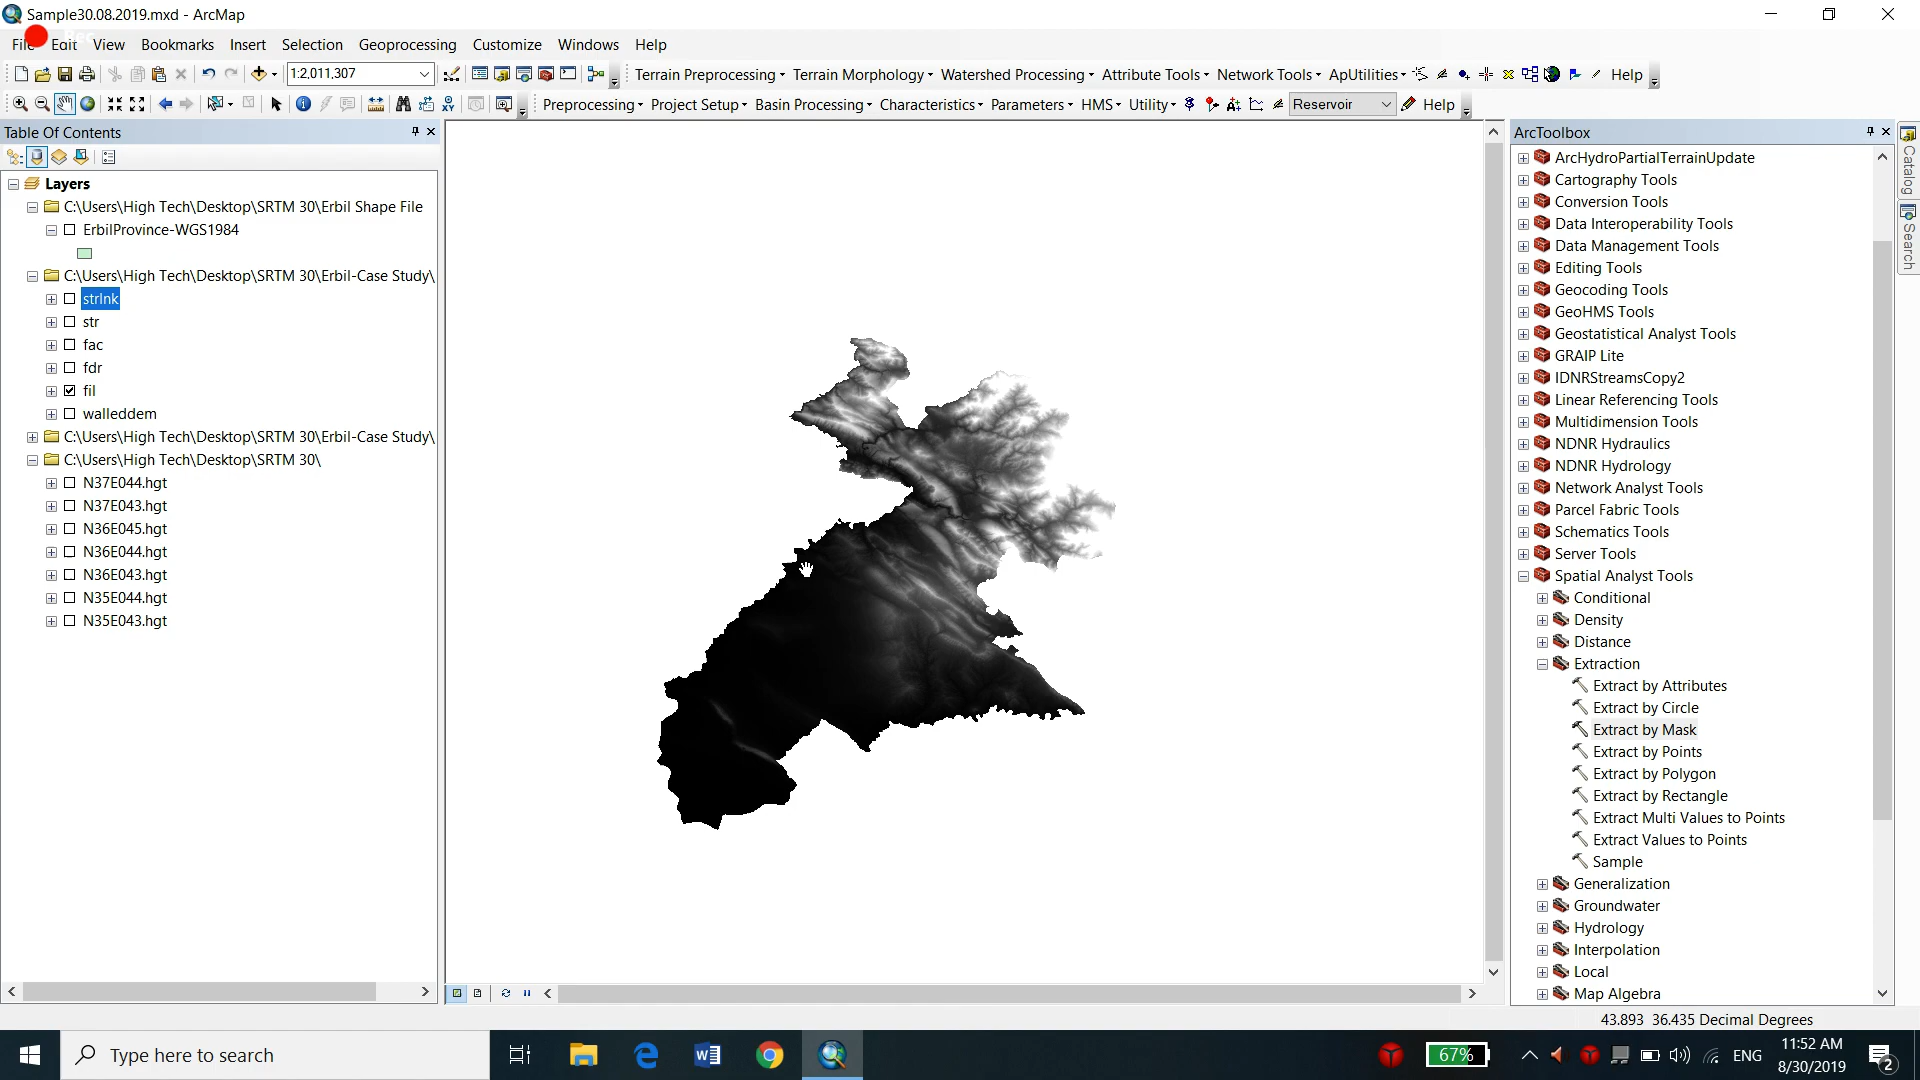 Sample30.08.2019.mxd - ArcMap
File Edit View Bookmarks Insert Selection Geoprocessing Customize Windows Help
1:2,011,307
Terrain Preprocessing Terrain Morphology Watershed Processing Attribute Tools Network Tools ApUtilities Help
Preprocessing Project Setup Basin Processing Characteristics Parameters HMS Utility Reservoir Help
Table Of Contents
Layers
C:\Users\High Tech\Desktop\SRTM 30\Erbil Shape File
ErbilProvince-WGS1984
C:\Users\High Tech\Desktop\SRTM 30\Erbil-Case Study\
strlnk
str
fac
fdr
fil
walleddem
C:\Users\High Tech\Desktop\SRTM 30\Erbil-Case Study\
C:\Users\High Tech\Desktop\SRTM 30\
N37E044.hgt
N37E043.hgt
N36E045.hgt
N36E044.hgt
N36E043.hgt
N35E044.hgt
N35E043.hgt
ArcToolbox
ArcHydroPartialTerrainUpdate
Cartography Tools
Conversion Tools
Data Interoperability Tools
Data Management Tools
Editing Tools
Geocoding Tools
GeoHMS Tools
Geostatistical Analyst Tools
GRAIP Lite
IDNRStreamsCopy2
Linear Referencing Tools
Multidimension Tools
NDNR Hydraulics
NDNR Hydrology
Network Analyst Tools
Parcel Fabric Tools
Schematics Tools
Server Tools
Spatial Analyst Tools
Conditional
Density
Distance
Extraction
Extract by Attributes
Extract by Circle
Extract by Mask
Extract by Points
Extract by Polygon
Extract by Rectangle
Extract Multi Values to Points
Extract Values to Points
Sample
Generalization
Groundwater
Hydrology
Interpolation
Local
Map Algebra
Catalog
Search
43.893 36.435 Decimal Degrees
Type here to search
67%
ENG
11:52 AM
8/30/2019
2